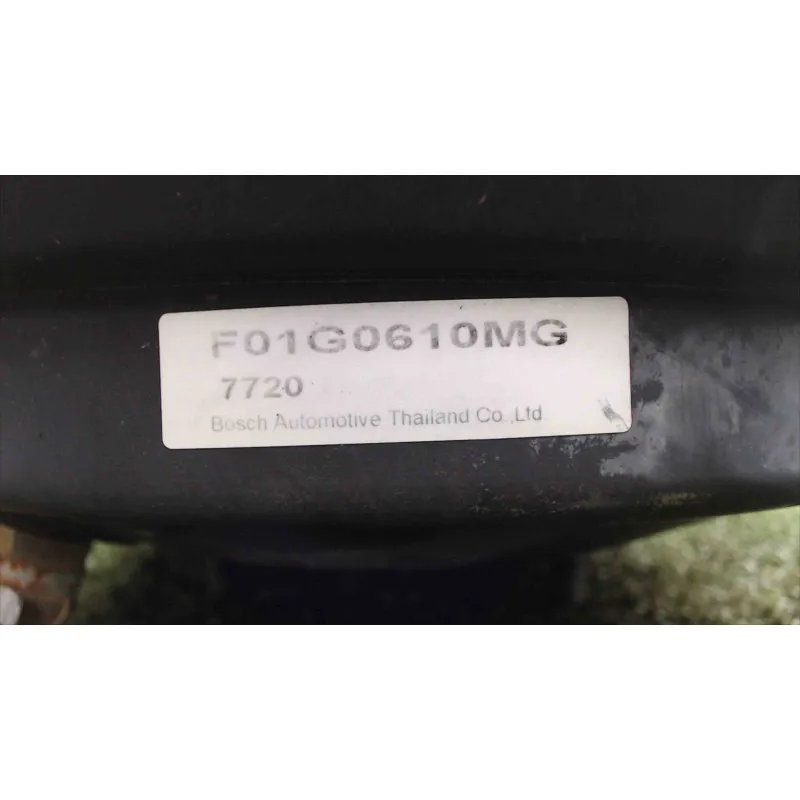 F01G0610MG
7720
Bosch Automotive Thailand Co.,Ltd